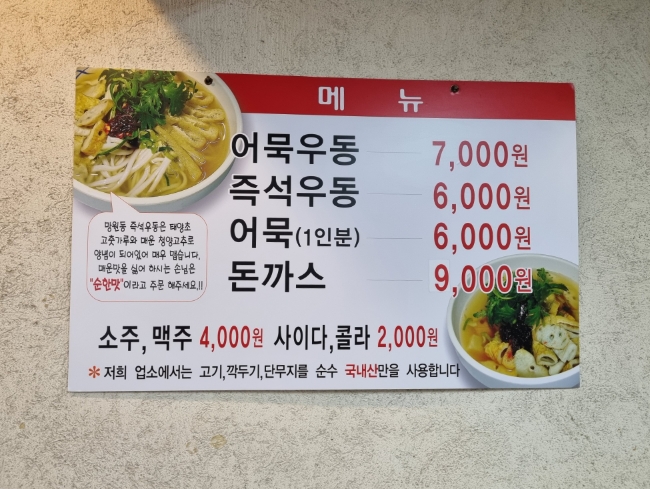 메 뉴
어묵우동 7,000원
즉석우동 6,000원
어묵(1인분) 6,000원
돈까스 9,000원
망원동 즉석우동은 태양초
고춧가루와 매운 청양고추로
양념이 되어있어 매우 맵습니다.
매운맛을 싫어 하시는 손님은
"순한맛"이라고 주문 해주세요.!!
소주, 맥주 4,000원 사이다,콜라 2,000원
*저희 업소에서는 고기,깍두기,단무지를 순수 국내산만을 사용합니다